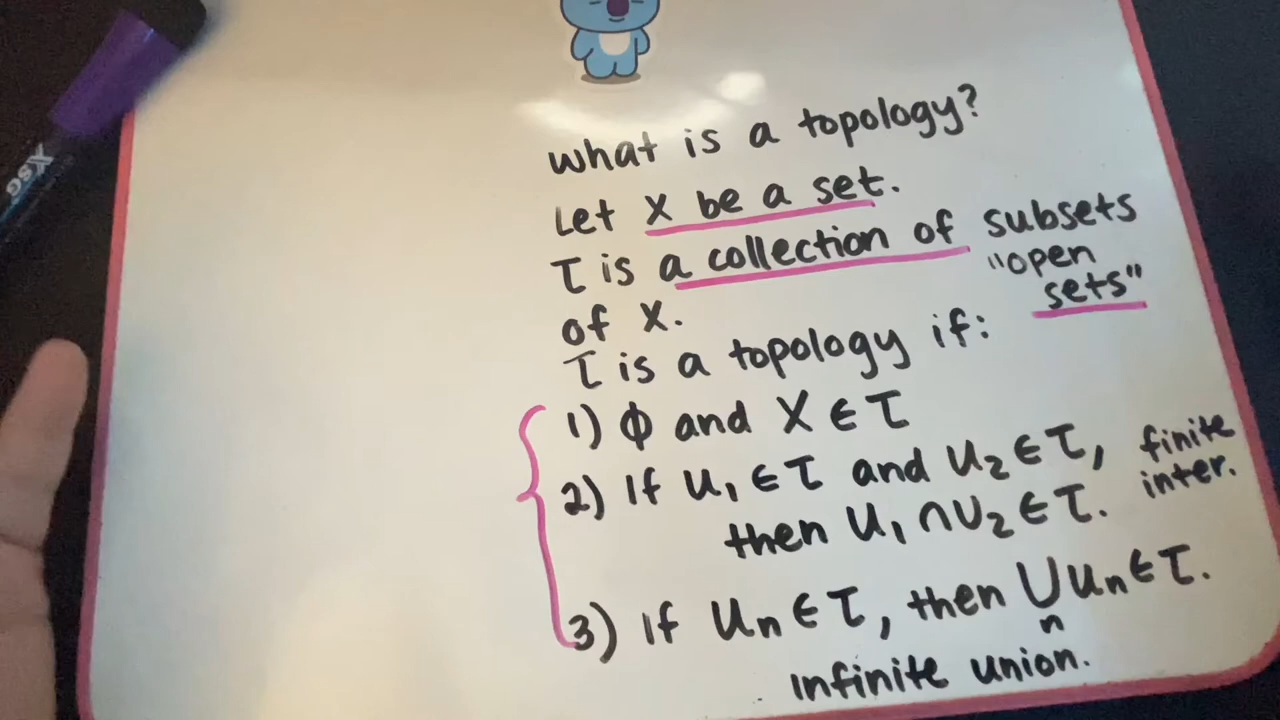 What is a topology?
Let X be a set.
τ is a collection of subsets
"open
sets"
of X.
τ is a topology if:
1) ϕ and X ∈ τ
2) If U₁ ∈ τ and U₂ ∈ τ, finite
then U₁ ∩ U₂ ∈ τ. inter.
3) If Uₙ ∈ τ, then ⋃ Uₙ ∈ τ.
n
infinite union.